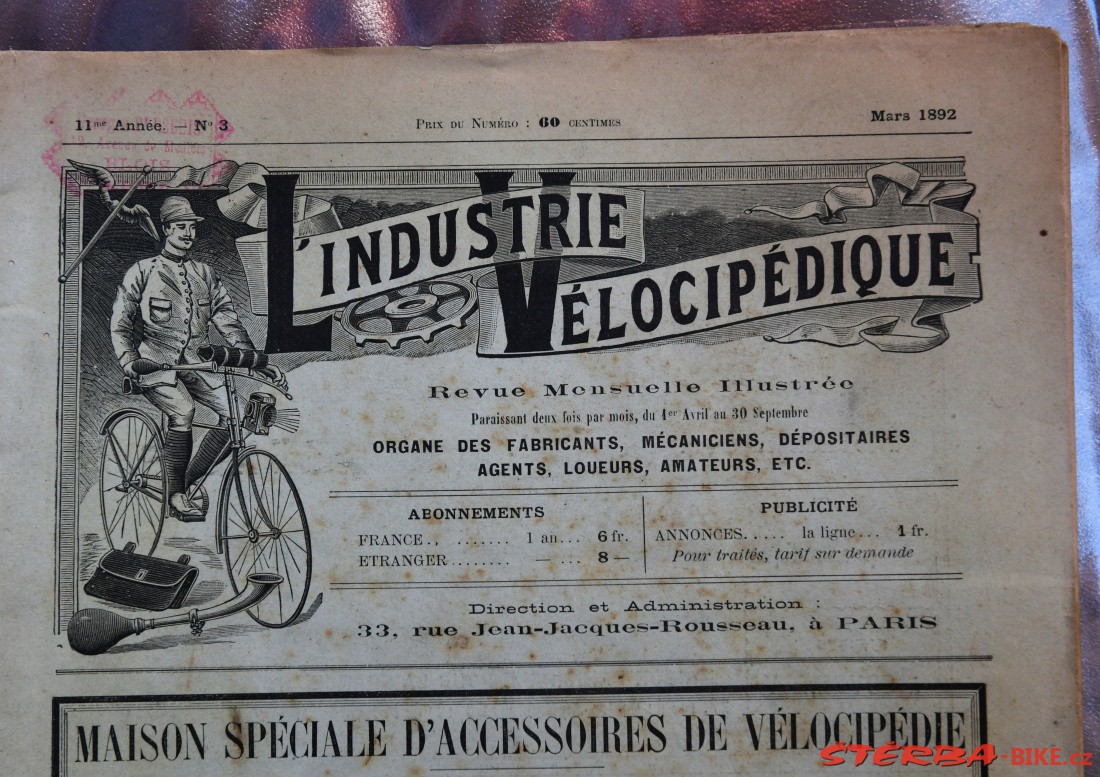 11me Année. — No 3
PRIX DU NUMÉRO : 60 CENTIMES
Mars 1892
BLOIS
L'INDUSTRIE
VÉLOCIPÉDIQUE
Revue Mensuelle Illustrée
Paraissant deux fois par mois, du 1er Avril au 30 Septembre
ORGANE DES FABRICANTS, MÉCANICIENS, DÉPOSITAIRES
AGENTS, LOUEURS, AMATEURS, ETC.
ABONNEMENTS
FRANCE.. ....... 1 an... 6 fr.
ETRANGER........ — ... 8 —
PUBLICITÉ
ANNONCES..... la ligne... 1 fr.
Pour traités, tarif sur demande
Direction et Administration :
33, rue Jean-Jacques-Rousseau, à PARIS
MAISON SPÉCIALE D'ACCESSOIRES DE VÉLOCIPÉDIE
STERBA-BIKE.cz